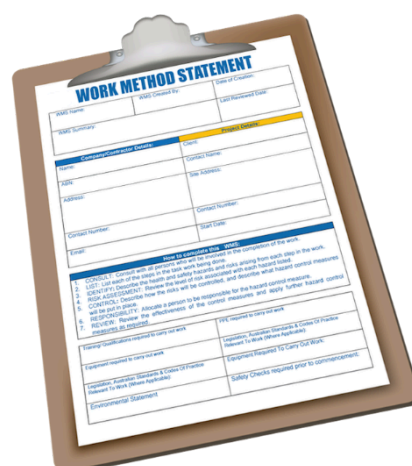 WORK METHOD STATEMENT
WMS Name:
WMS Created By:
Date of Creation:
WMS Summary:
Last Reviewed Date:
Company/Contractor Details:
Project Details:
Name:
Client:
ABN:
Contact Name:
Address:
Site Address:
Contact Number:
Contact Number:
Email:
Start Date:
How to complete this WMS:
1. CONSULT: Consult with all persons who will be involved in the completion of the work.
2. LIST: List each of the steps in the task work being done.
3. IDENTIFY: Describe the health and safety hazards and risks arising from each step in the work.
4. RISK ASSESSMENT: Review the level of risk associated with each hazard listed.
5. CONTROL: Describe how the risks will be controlled, and describe what hazard control measures
will be put in place.
6. RESPONSIBILITY: Allocate a person to be responsible for the hazard control measure.
7. REVIEW: Review the effectiveness of the control measures and apply further hazard control
measures as required.
Training/Qualifications required to carry out work
PPE required to carry out work
Equipment required to carry out work
Legislation, Australian Standards & Codes Of Practice
Relevant To Work (Where Applicable):
Legislation, Australian Standards & Codes Of Practice
Relevant To Work (Where Applicable):
Equipment Required To Carry Out Work:
Environmental Statement
Safety Checks required prior to commencement: